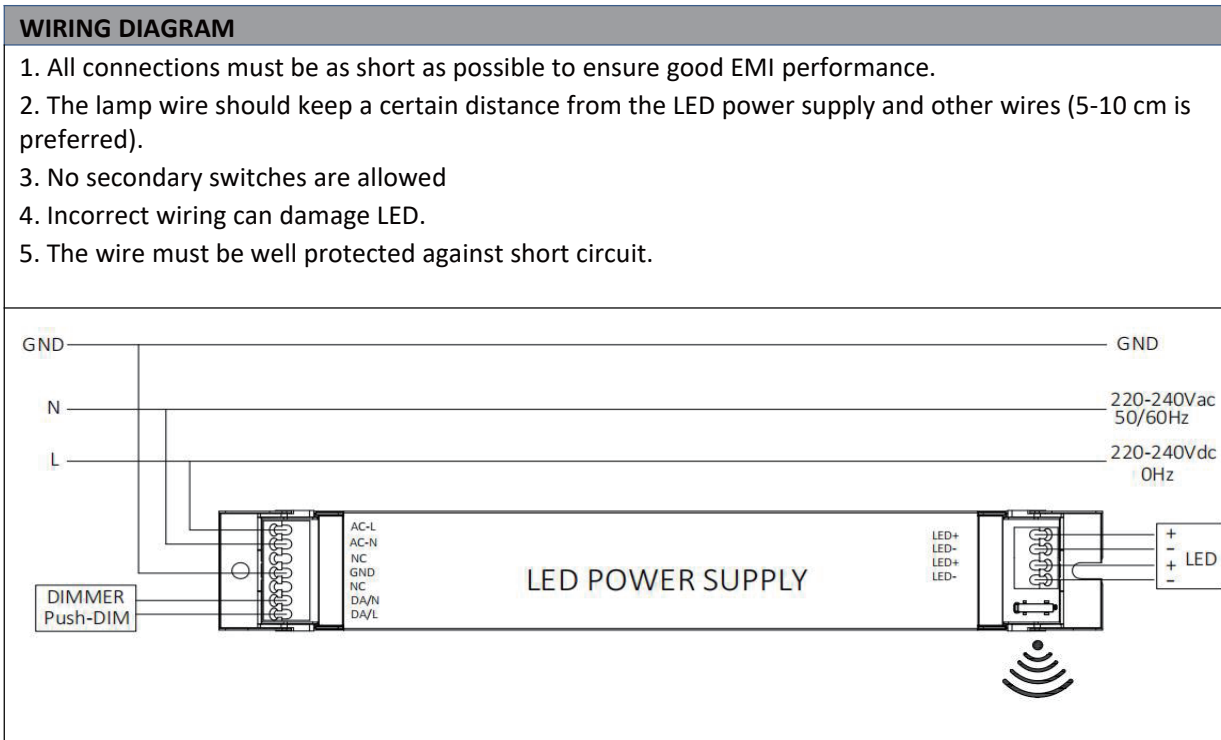 WIRING DIAGRAM
1. All connections must be as short as possible to ensure good EMI performance.
2. The lamp wire should keep a certain distance from the LED power supply and other wires (5-10 cm is
preferred).
3. No secondary switches are allowed
4. Incorrect wiring can damage LED.
5. The wire must be well protected against short circuit.
GND
GND
N
220-240Vac
50/60Hz
L
220-240Vdc
0Hz
AC-L
AC-N
NC
GND
NC
DA/N
DA/L
DIMMER
Push-DIM
LED POWER SUPPLY
LED+
LED-
LED+
LED-
+
-
+
-
LED